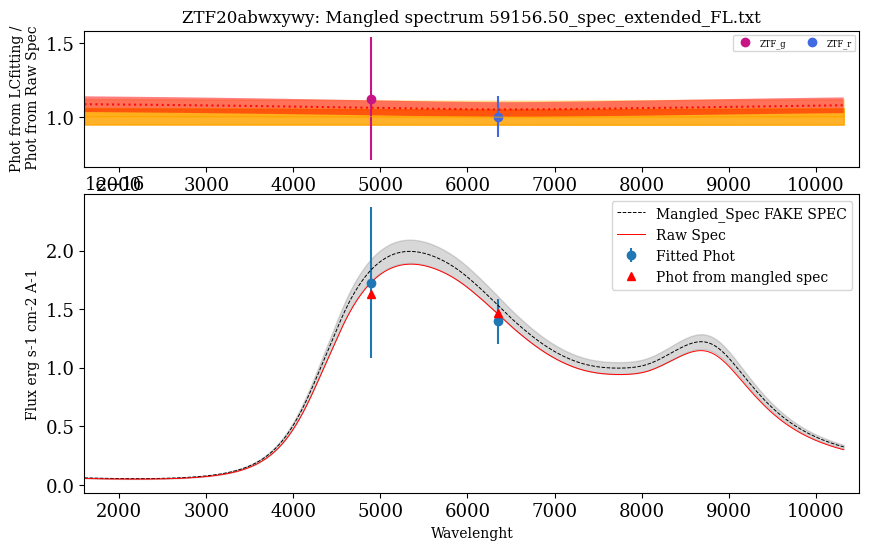 ZTF20abwxywy: Mangled spectrum 59156.50_spec_extended_FL.txt
Phot from LCfitting /
Phot from Raw Spec
1.5
1.0
ZTF_g
ZTF_r
2000 3000 4000 5000 6000 7000 8000 9000 10000
1e−16
Flux erg s-1 cm-2 A-1
2.0
1.5
1.0
0.5
0.0
Mangled_Spec FAKE SPEC
Raw Spec
Fitted Phot
Phot from mangled spec
2000 3000 4000 5000 6000 7000 8000 9000 10000
Wavelenght